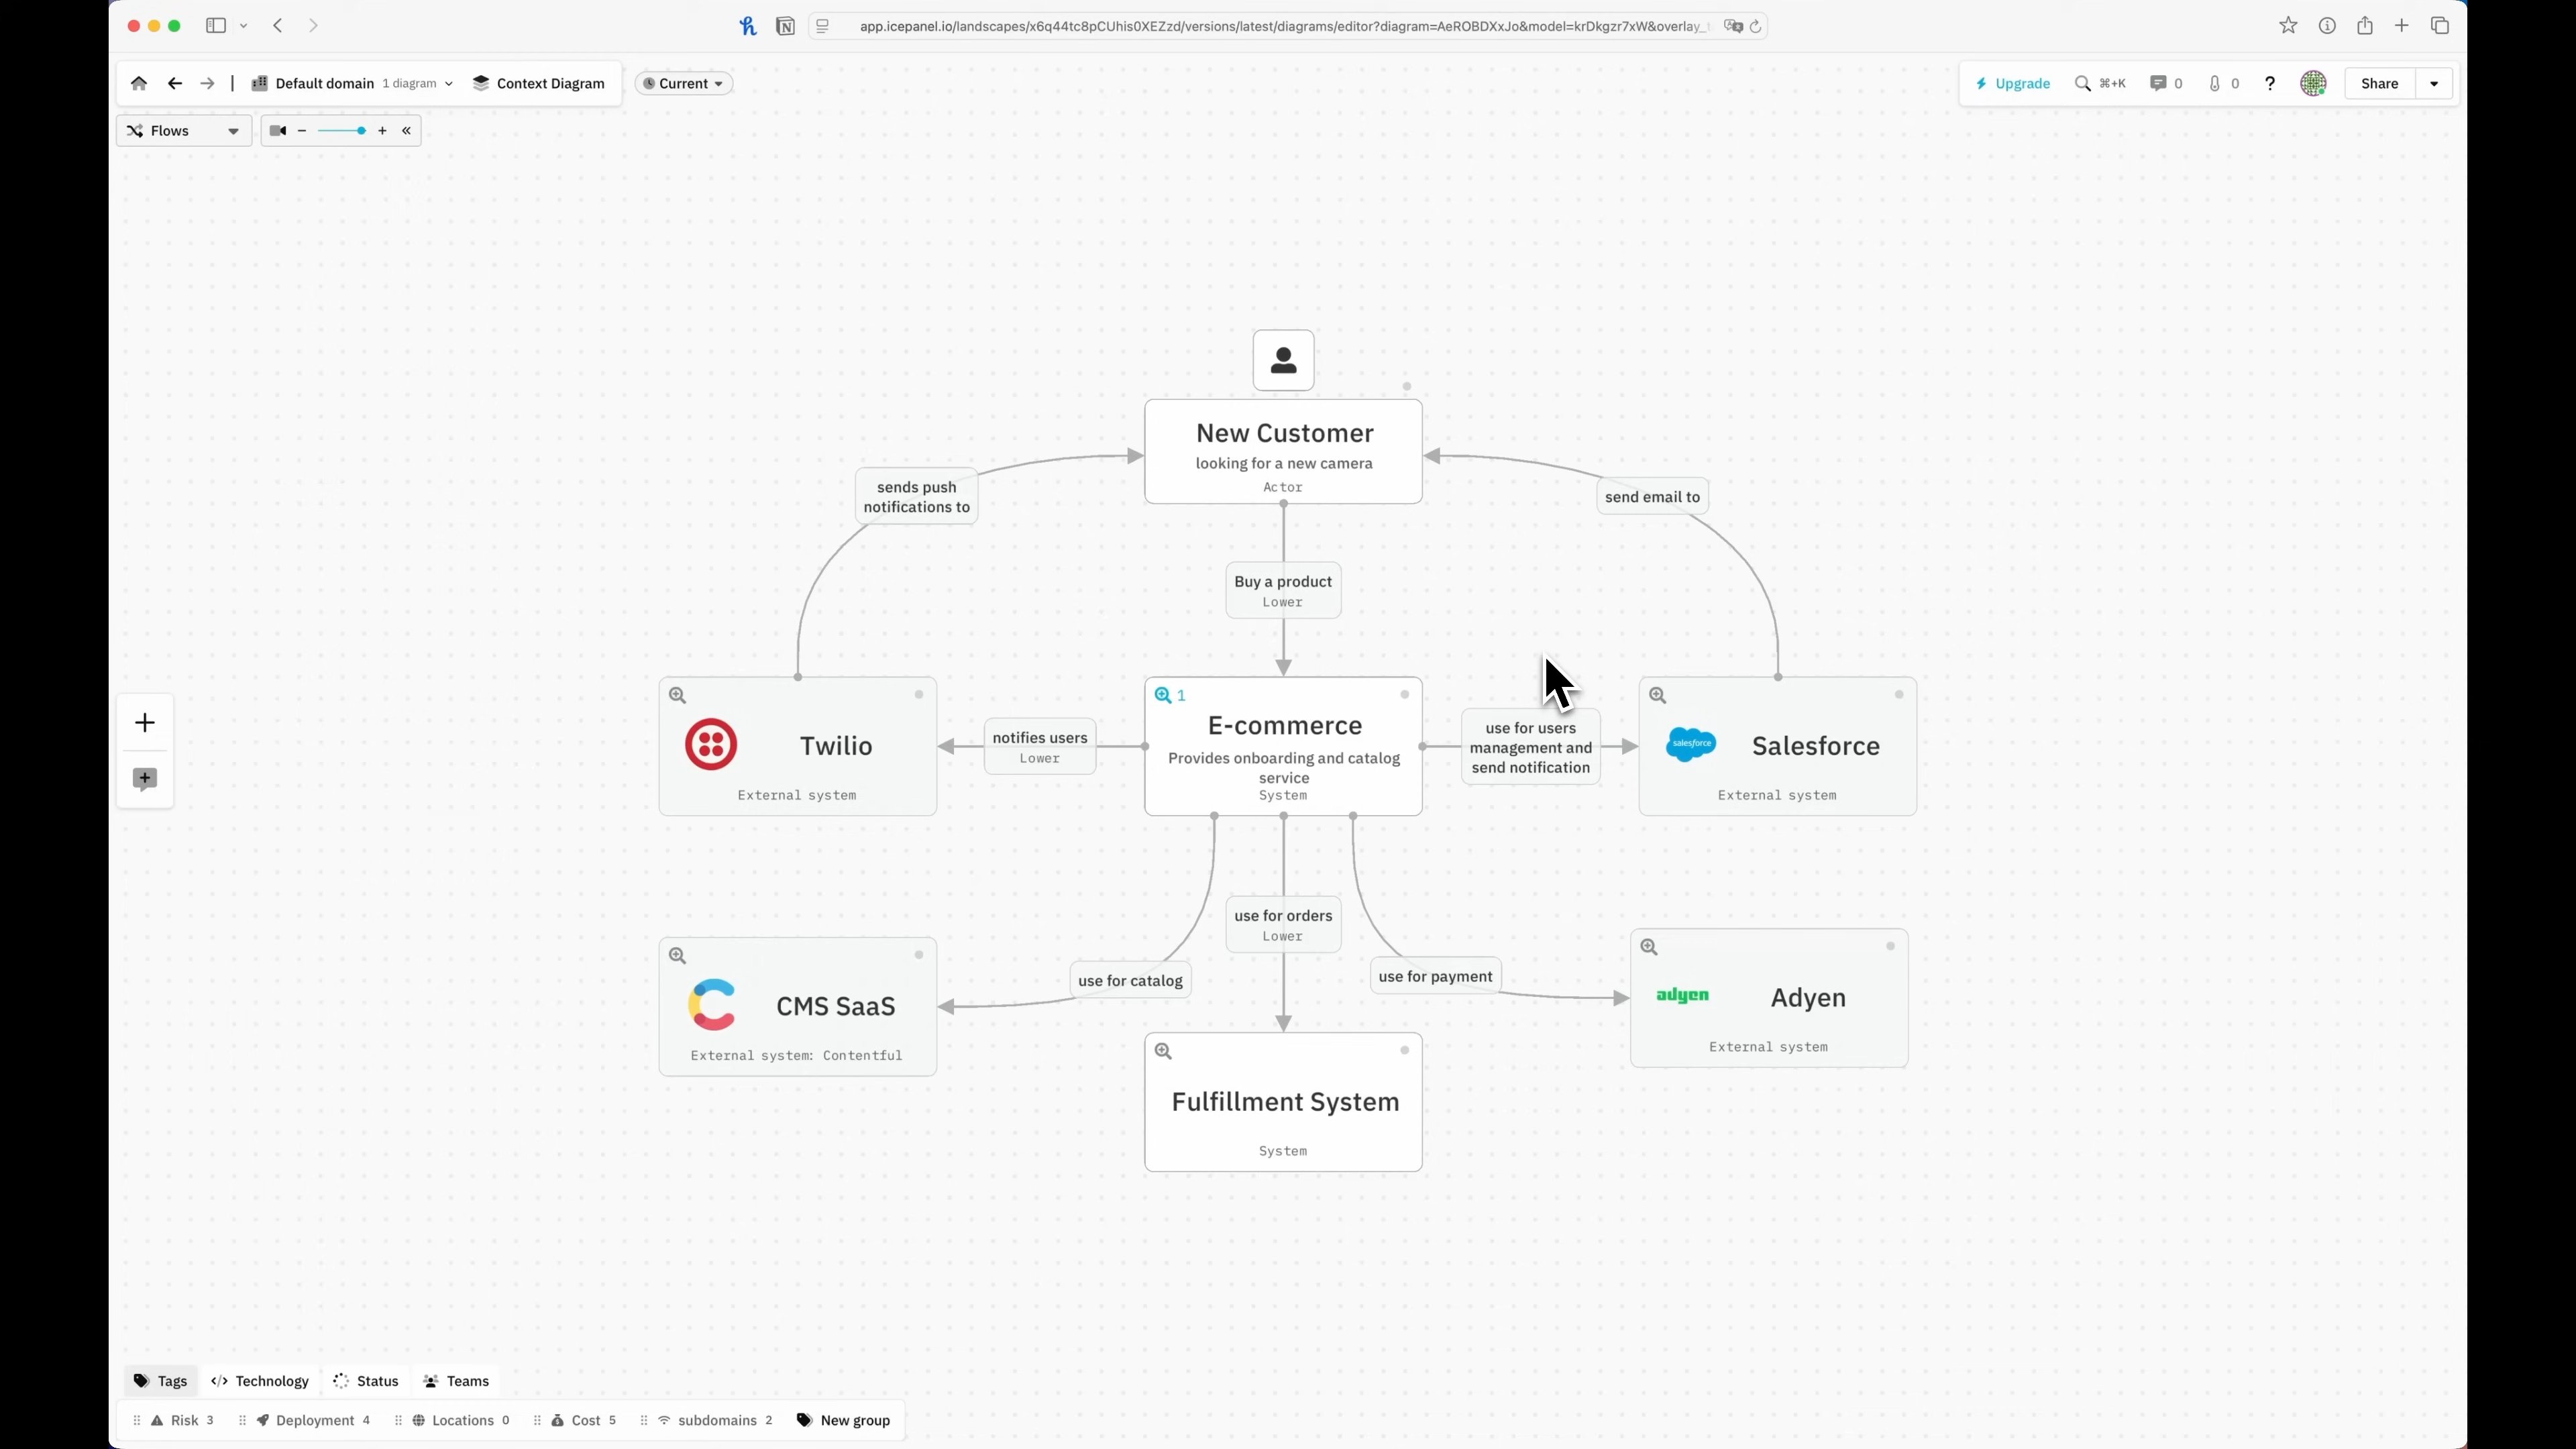 app.icepanel.io/landscapes/x6q44tc8pCUhis0XEZzd/versions/latest/diagrams/editor?diagram=AeROBDXxJo&model=krDkgzr7xW&overlay_
Default domain 1 diagram
Context Diagram
Current
Upgrade
⌘+K
0
0
?
Share
Flows
New Customer
looking for a new camera
Actor
sends push
notifications to
send email to
Buy a product
Lower
Twilio
External system
notifies users
Lower
1
E-commerce
Provides onboarding and catalog
service
System
use for users
management and
send notification
salesforce
Salesforce
External system
use for orders
Lower
use for catalog
use for payment
CMS SaaS
External system: Contentful
adyen
Adyen
External system
Fulfillment System
System
Tags
Technology
Status
Teams
Risk 3
Deployment 4
Locations 0
Cost 5
subdomains 2
New group